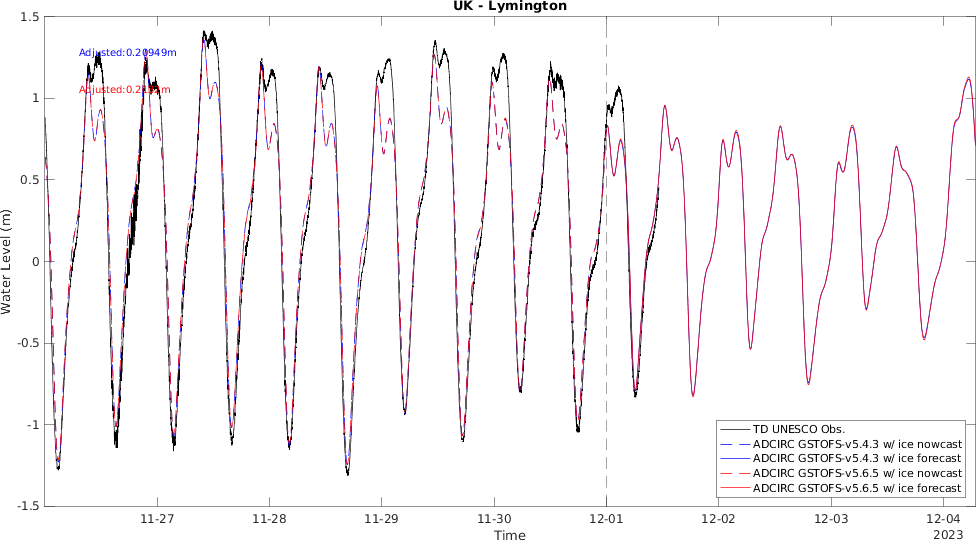 UK - Lymington
1.5
1
0.5
0
-0.5
-1
-1.5
Water Level (m)
Adjusted:0.20949m
TD UNESCO Obs.
ADCIRC GSTOFS-v5.4.3 w/ ice nowcast
ADCIRC GSTOFS-v5.4.3 w/ ice forecast
ADCIRC GSTOFS-v5.6.5 w/ ice nowcast
ADCIRC GSTOFS-v5.6.5 w/ ice forecast
11-27 11-28 11-29 11-30 12-01 12-02 12-03 12-04
Time
2023